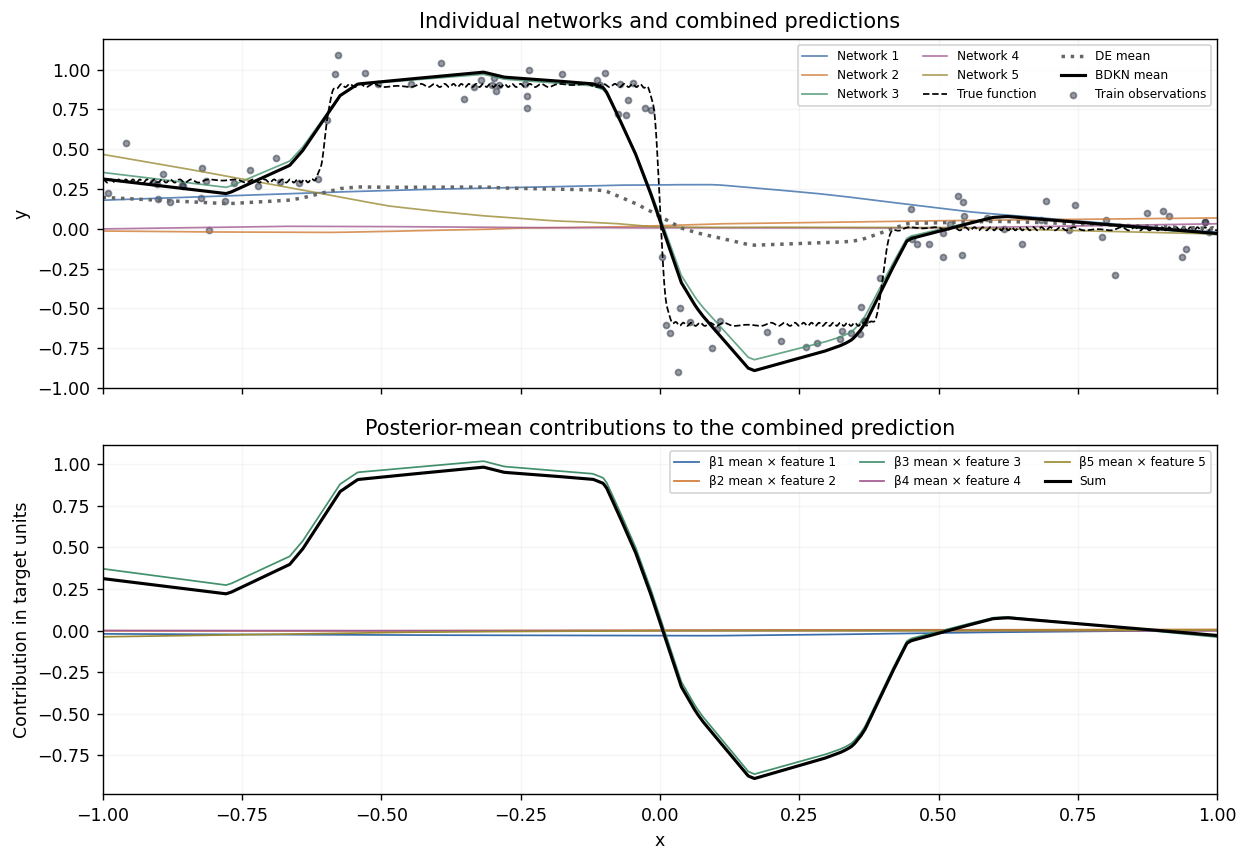 Individual networks and combined predictions
Network 1
Network 2
Network 3
Network 4
Network 5
True function
DE mean
BDKN mean
Train observations
1.00
0.75
0.50
0.25
0.00
−0.25
−0.50
−0.75
−1.00
y
Posterior-mean contributions to the combined prediction
β1 mean × feature 1
β2 mean × feature 2
β3 mean × feature 3
β4 mean × feature 4
β5 mean × feature 5
Sum
1.00
0.75
0.50
0.25
0.00
−0.25
−0.50
−0.75
Contribution in target units
−1.00
−0.75
−0.50
−0.25
0.00
0.25
0.50
0.75
1.00
x